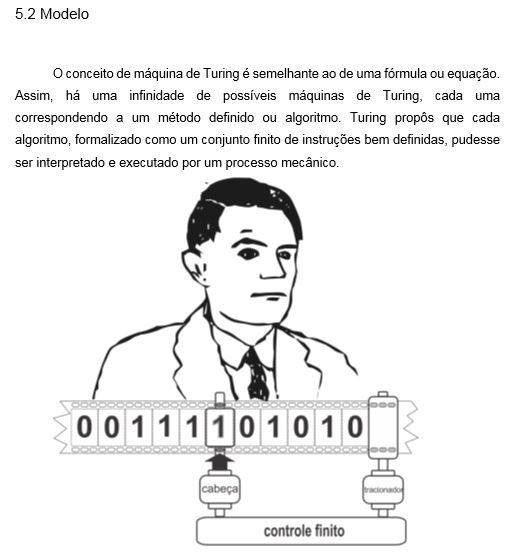 5.2 Modelo
O conceito de máquina de Turing é semelhante ao de uma fórmula ou equação.
Assim, há uma infinidade de possíveis máquinas de Turing, cada uma
correspondendo a um método definido ou algoritmo. Turing propôs que cada
algoritmo, formalizado como um conjunto finito de instruções bem definidas, pudesse
ser interpretado e executado por um processo mecânico.
0 0 1 1 1 1 0 1 0 1 0
cabeça tracionador
controle finito